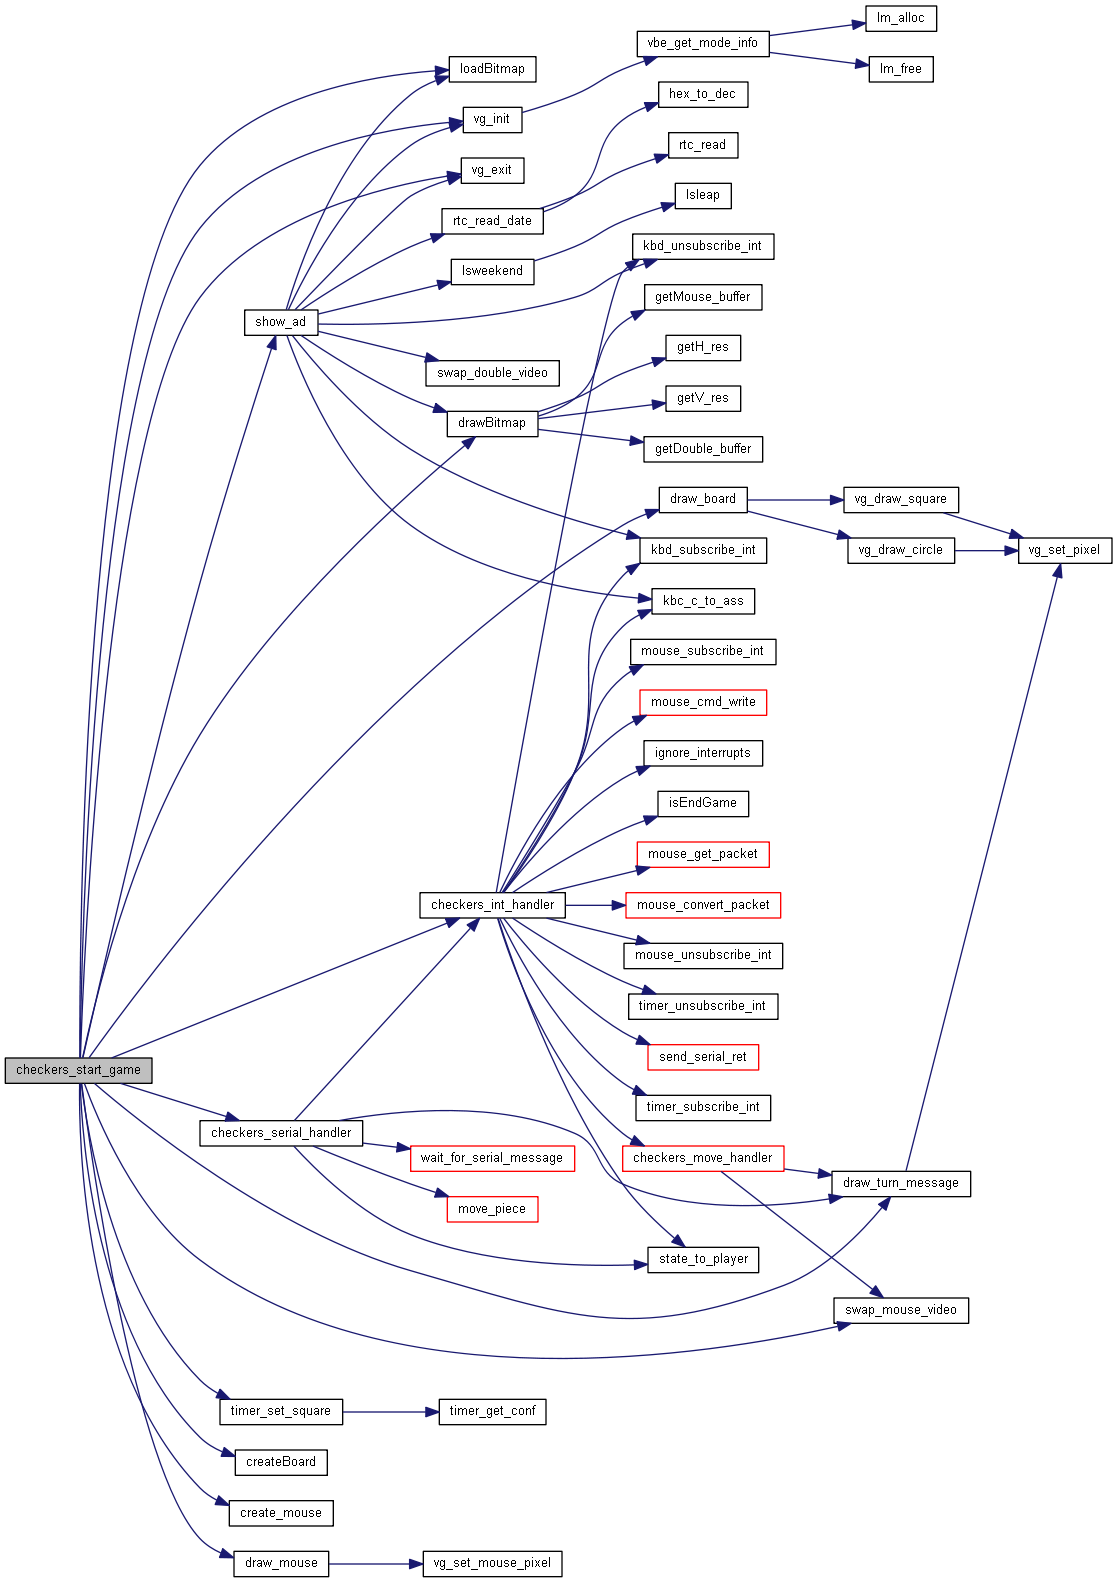 lm_alloc
vbe_get_mode_info
loadBitmap
lm_free
hex_to_dec
vg_init
rtc_read
vg_exit
Isleap
rtc_read_date
kbd_unsubscribe_int
Isweekend
getMouse_buffer
show_ad
getH_res
swap_double_video
getV_res
drawBitmap
getDouble_buffer
draw_board
vg_draw_square
kbd_subscribe_int
vg_draw_circle
vg_set_pixel
kbc_c_to_ass
mouse_subscribe_int
mouse_cmd_write
ignore_interrupts
isEndGame
mouse_get_packet
checkers_int_handler
mouse_convert_packet
mouse_unsubscribe_int
timer_unsubscribe_int
send_serial_ret
checkers_start_game
timer_subscribe_int
checkers_serial_handler
wait_for_serial_message
checkers_move_handler
draw_turn_message
move_piece
state_to_player
swap_mouse_video
timer_set_square
timer_get_conf
createBoard
create_mouse
draw_mouse
vg_set_mouse_pixel